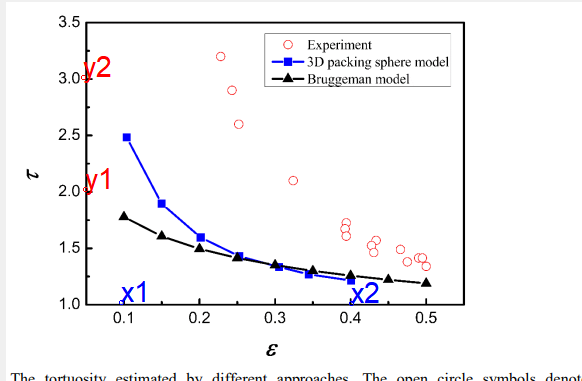 3.5
y2
3.0
2.5
y1
2.0
1.5
1.0
τ
Experiment
3D packing sphere model
Bruggeman model
x1
x2
0.1
0.2
0.3
0.4
0.5
ε
The tortuosity estimated by different approaches. The open circle symbols denot